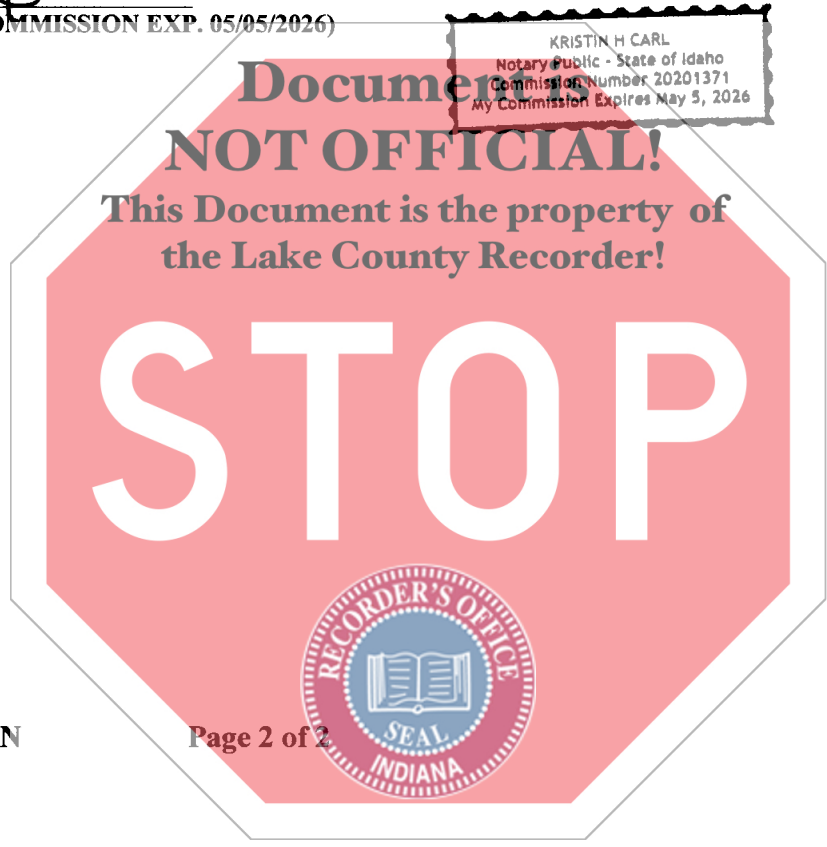 OMMISSION EXP. 05/05/2026)
KRISTIN H CARL
Notary Public - State of Idaho
Commission Number 20201371
My Commission Expires May 5, 2026
Document is
NOT OFFICIAL!
This Document is the property of
the Lake County Recorder!
STOP
RECORDER'S OFFICE
SEAL
INDIANA
N
Page 2 of 2